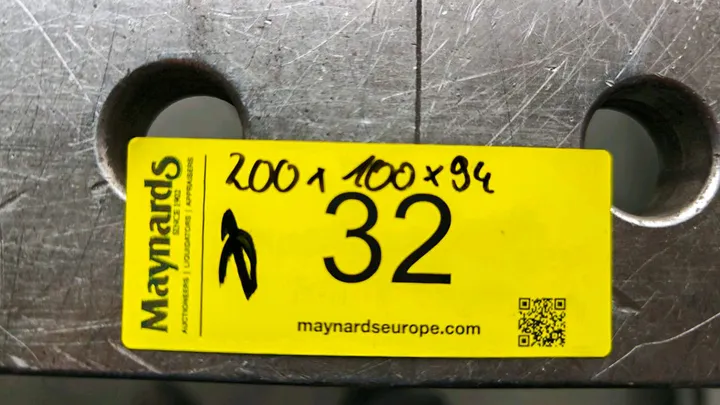 200 x 100 x 94
32
maynardseurope.com
Maynards
SINCE 1902
AUCTIONEERS | LIQUIDATORS | APPRAISERS